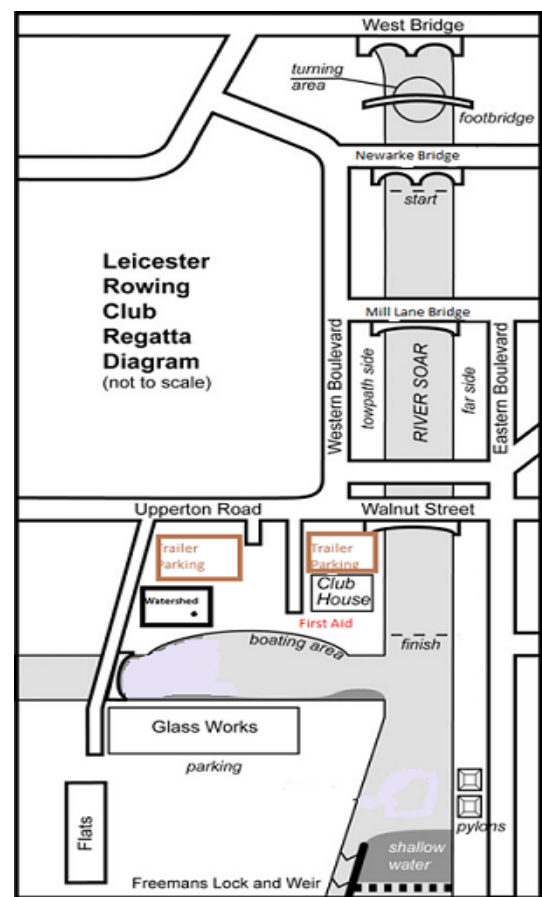 West Bridge
turning
area
footbridge
Newarke Bridge
start
Leicester
Rowing
Club
Regatta
Diagram
(not to scale)
Mill Lane Bridge
Western Boulevard
towpath side
RIVER SOAR
far side
Eastern Boulevard
Upperton Road
Walnut Street
Trailer
Parking
Trailer
Parking
Club
House
Watershed
First Aid
boating area
finish
Glass Works
parking
Flats
pylons
shallow
water
Freemans Lock and Weir